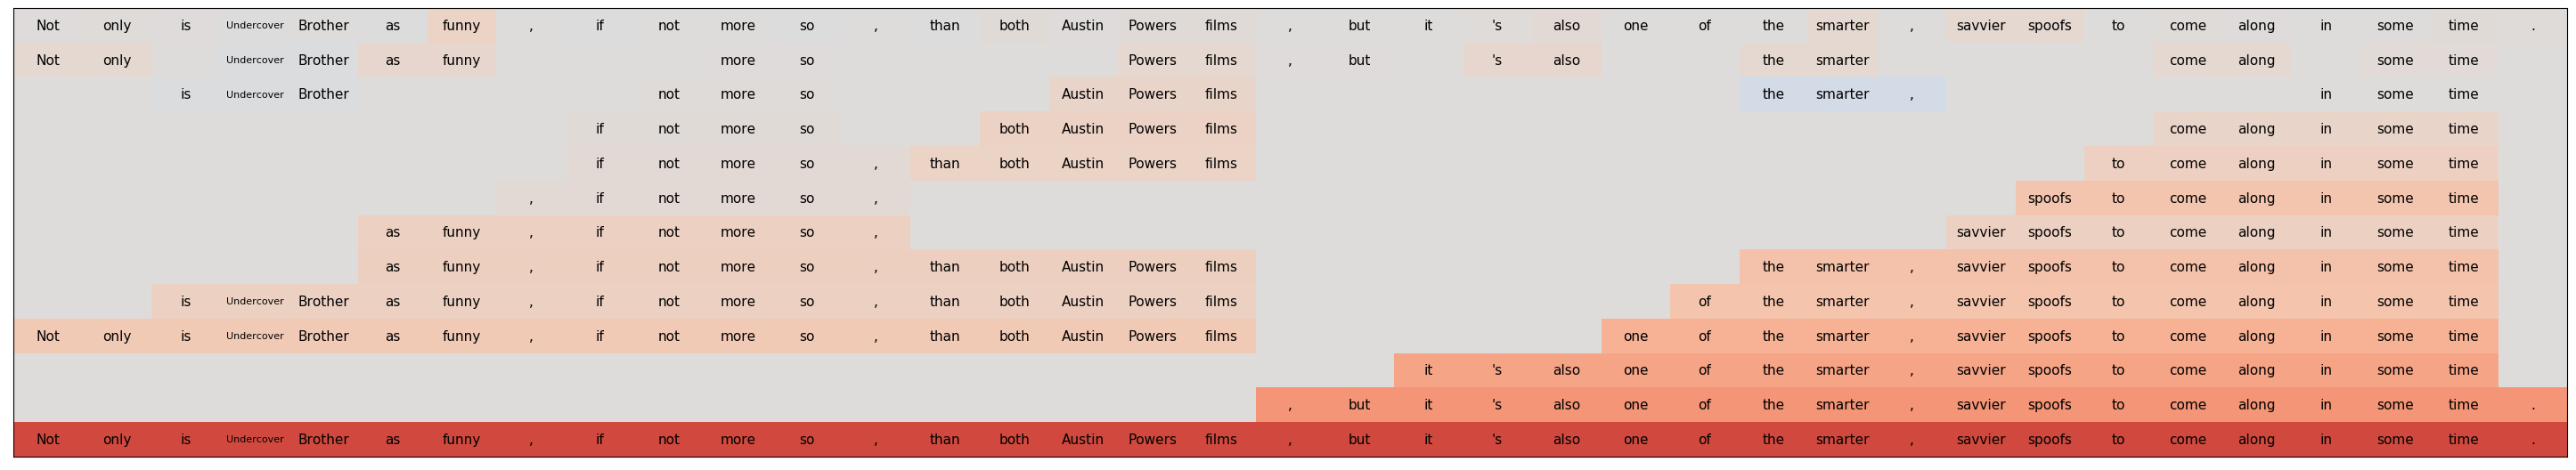 Not only is Undercover Brother as funny , if not more so , than both Austin Powers films , but it 's also one of the smarter , savvier spoofs to come along in some time .
Not only Undercover Brother as funny more so Powers films , but 's also the smarter come along some time
is Undercover Brother not more so Austin Powers films the smarter , in some time
if not more so both Austin Powers films come along in some time
if not more so , than both Austin Powers films to come along in some time
, if not more so , spoofs to come along in some time
as funny , if not more so , savvier spoofs to come along in some time
as funny , if not more so , than both Austin Powers films the smarter , savvier spoofs to come along in some time
is Undercover Brother as funny , if not more so , than both Austin Powers films of the smarter , savvier spoofs to come along in some time
Not only is Undercover Brother as funny , if not more so , than both Austin Powers films one of the smarter , savvier spoofs to come along in some time
it 's also one of the smarter , savvier spoofs to come along in some time
, but it 's also one of the smarter , savvier spoofs to come along in some time .
Not only is Undercover Brother as funny , if not more so , than both Austin Powers films , but it 's also one of the smarter , savvier spoofs to come along in some time .